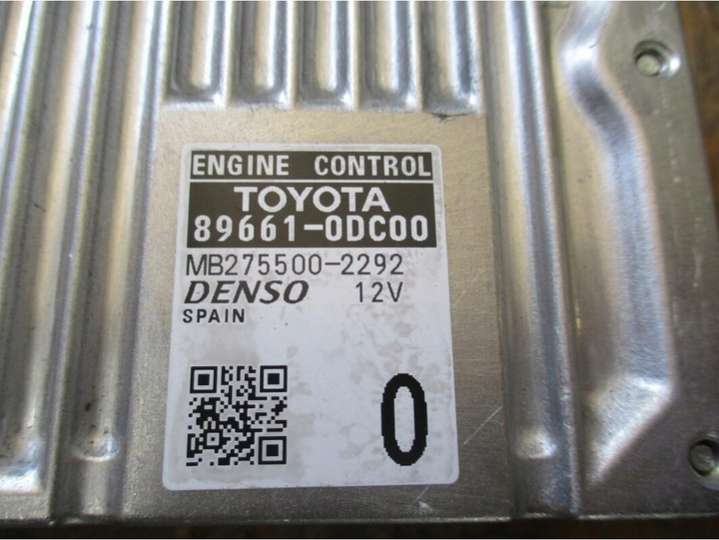 ENGINE CONTROL
TOYOTA
89661-0DC00
MB275500-2292
DENSO 12V
SPAIN
0